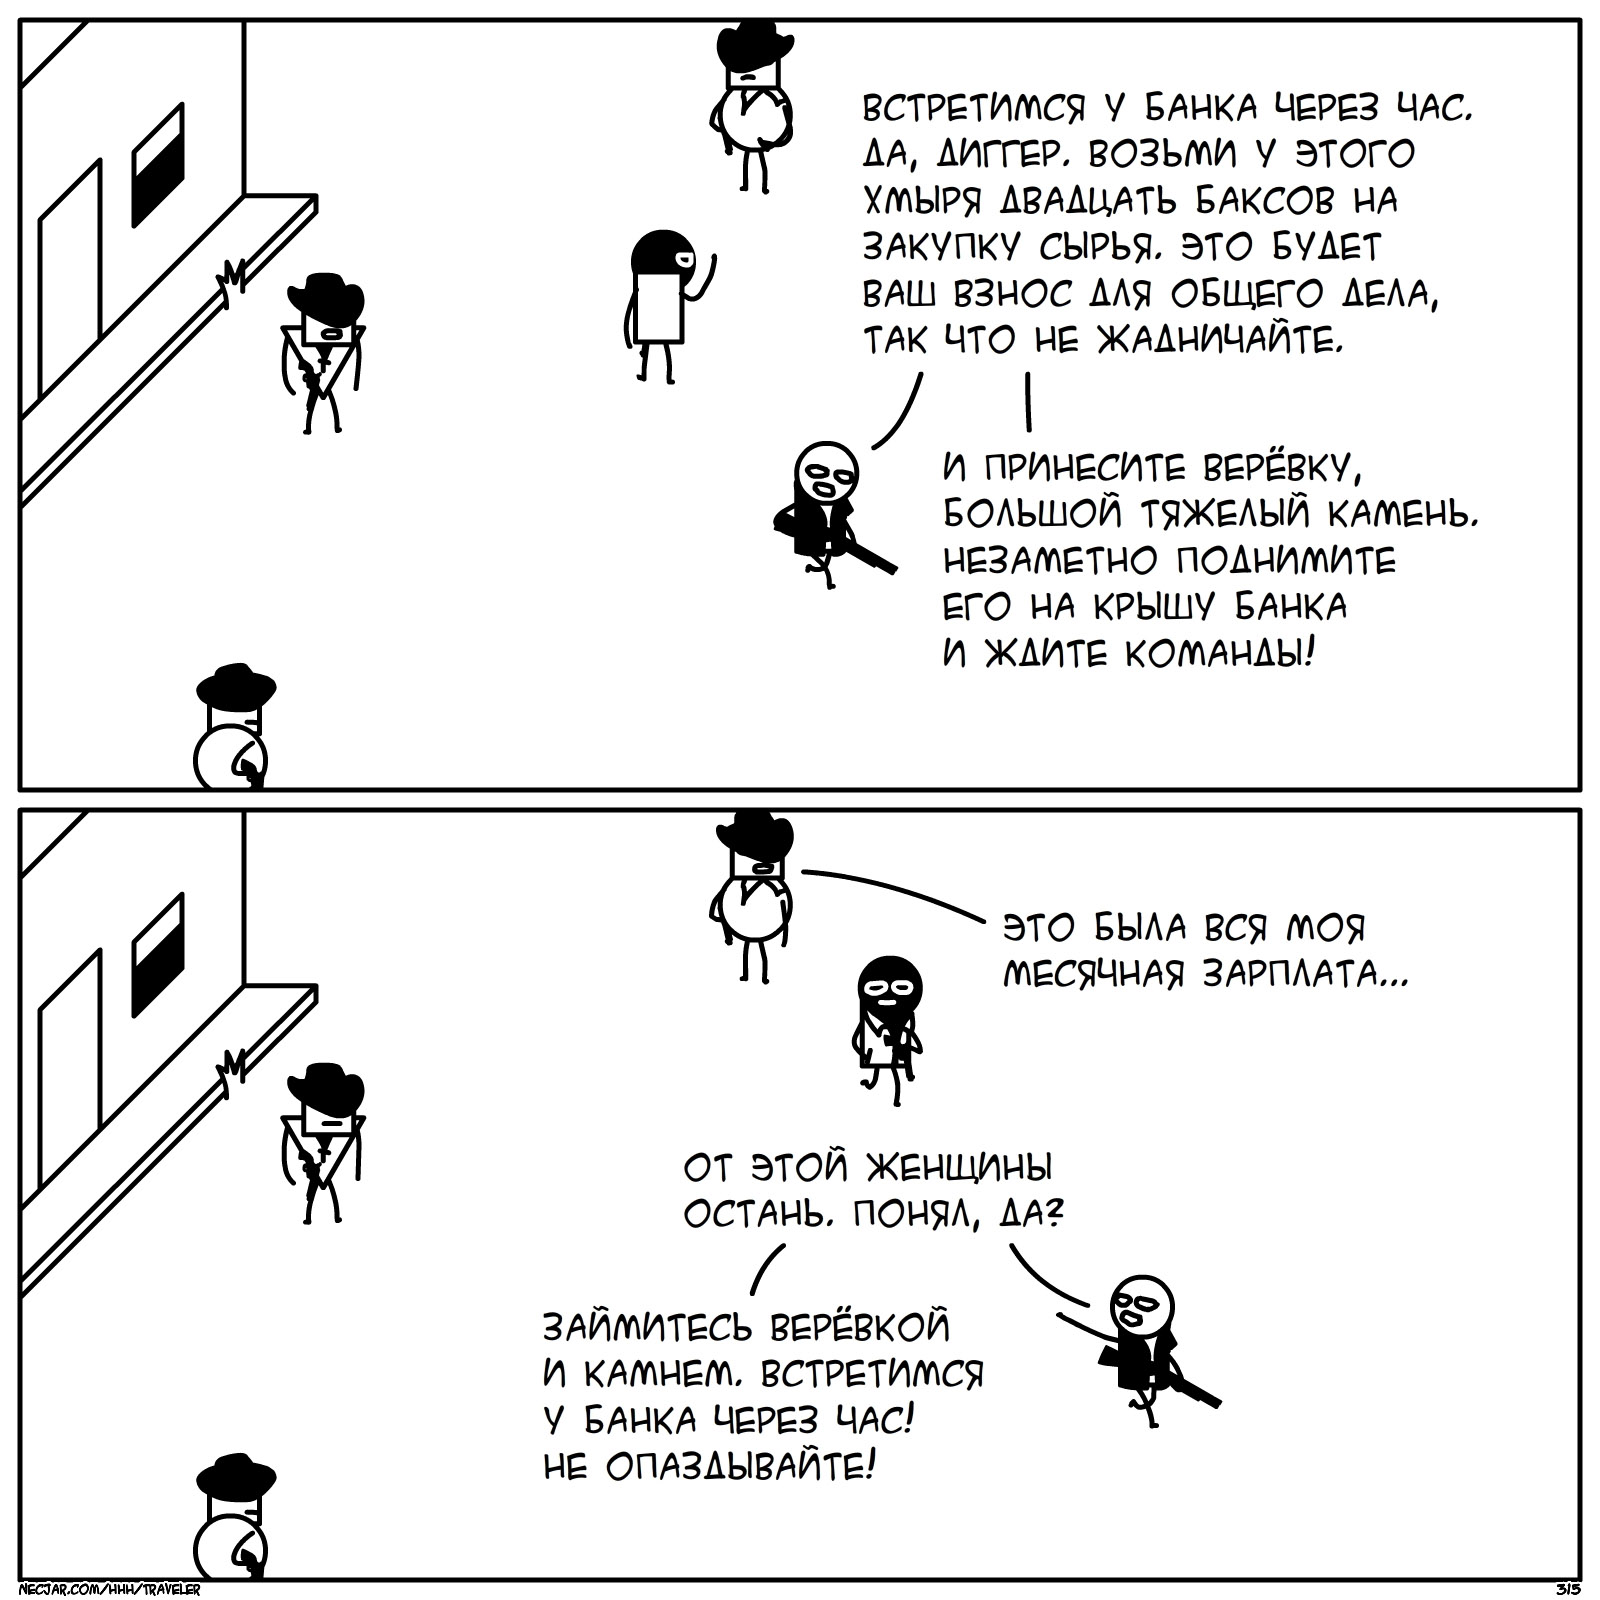 ВСТРЕТИМСЯ У БАНКА ЧЕРЕЗ ЧАС.
ДА, ДИГГЕР. ВОЗЬМИ У ЭТОГО
ХМЫРЯ ДВАДЦАТЬ БАКСОВ НА
ЗАКУПКУ СЫРЬЯ. ЭТО БУДЕТ
ВАШ ВЗНОС ДЛЯ ОБЩЕГО ДЕЛА,
ТАК ЧТО НЕ ЖАДНИЧАЙТЕ.
И ПРИНЕСИТЕ ВЕРЁВКУ,
БОЛЬШОЙ ТЯЖЕЛЫЙ КАМЕНЬ.
НЕЗАМЕТНО ПОДНИМИТЕ
ЕГО НА КРЫШУ БАНКА
И ЖДИТЕ КОМАНДЫ!
ЭТО БЫЛА ВСЯ МОЯ
МЕСЯЧНАЯ ЗАРПЛАТА...
ОТ ЭТОЙ ЖЕНЩИНЫ
ОСТАНЬ. ПОНЯЛ, ДА?
ЗАЙМИТЕСЬ ВЕРЁВКОЙ
И КАМНЕМ. ВСТРЕТИМСЯ
У БАНКА ЧЕРЕЗ ЧАС!
НЕ ОПАЗДЫВАЙТЕ!
NECJAR.COM/HHH/TRAVELER
315